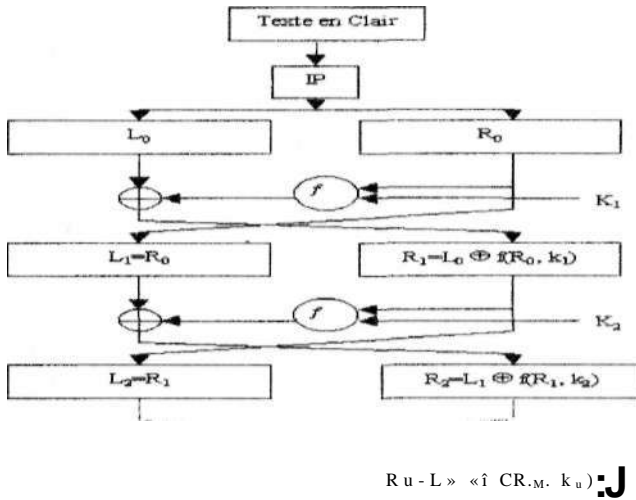 Texte en Clair
IP
L₀ R₀
f
K₁
L₁=R₀ R₁=L₀ ⊕ f(R₀, k₁)
f
K₂
L₂=R₁ R₂=L₁ ⊕ f(R₁, k₂)
R u - L » «î CR.M. k u ) :J